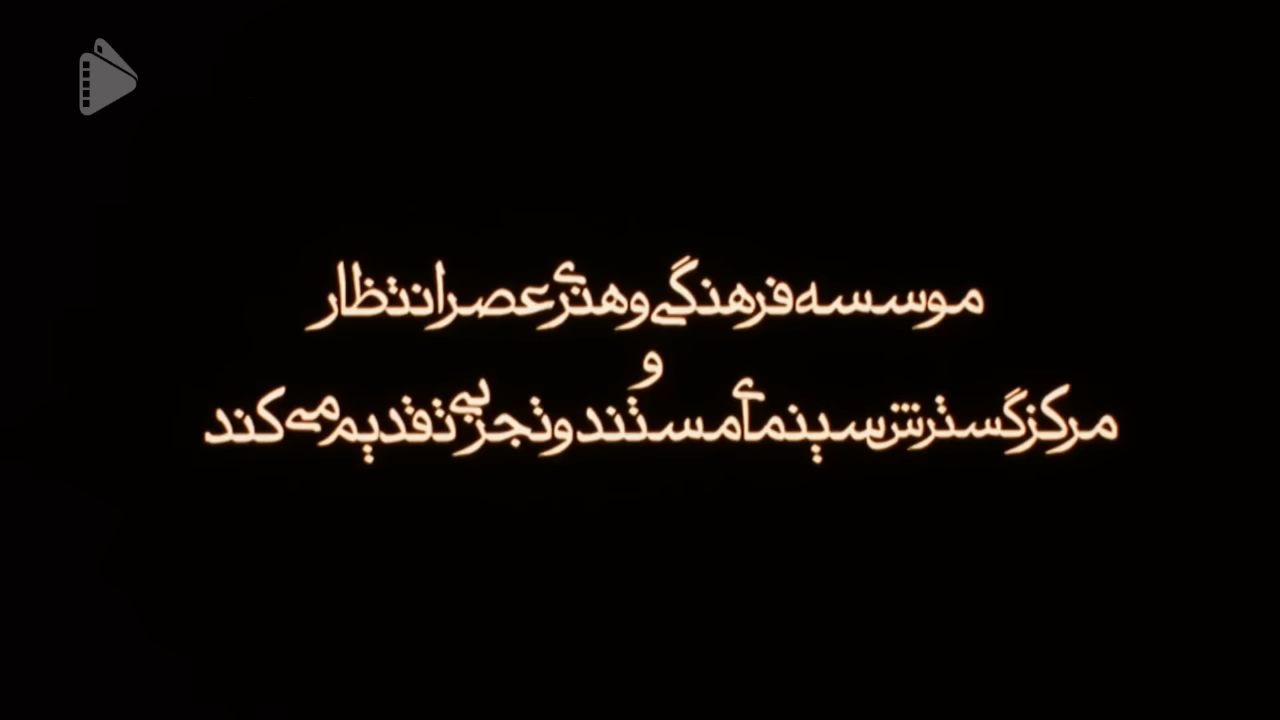 موسسه فرهنگی و هنری عصر انتظار
و
مرکز گسترش سینمای مستند و تجربی تقدیم می کند